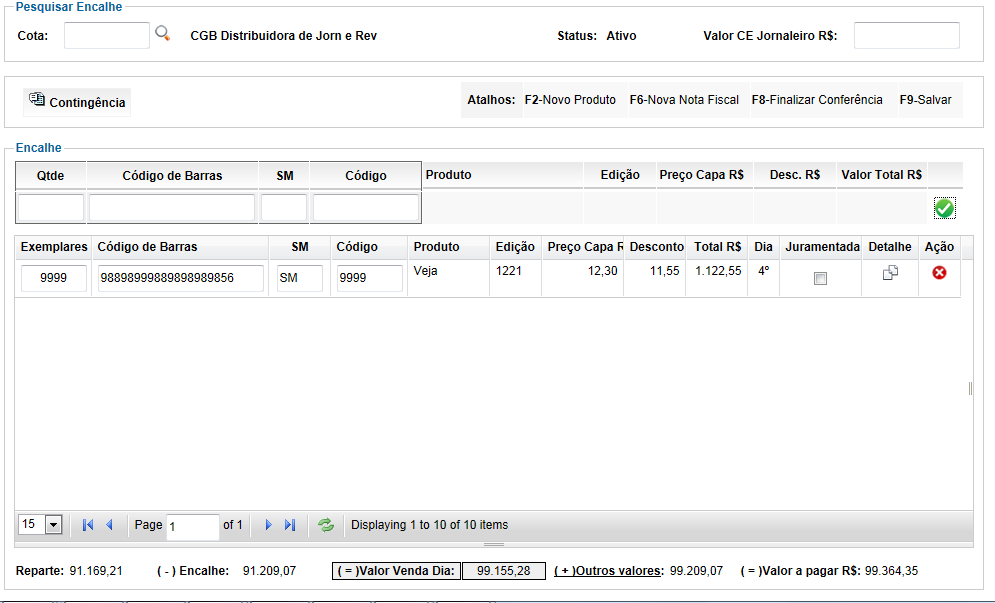 Pesquisar Encalhe
Cota: CGB Distribuidora de Jorn e Rev Status: Ativo Valor CE Jornaleiro R$:
Contingência Atalhos: F2-Novo Produto F6-Nova Nota Fiscal F8-Finalizar Conferência F9-Salvar
Encalhe
Qtde Código de Barras SM Código Produto Edição Preço Capa R$ Desc. R$ Valor Total R$
Exemplares Código de Barras SM Código Produto Edição Preço Capa R Desconto Total R$ Dia Juramentada Detalhe Ação
9999 98898999889898989856 SM 9999 Veja 1221 12,30 11,55 1.122,55 4º
15 Page 1 of 1 Displaying 1 to 10 of 10 items
Reparte: 91.169,21 ( - ) Encalhe: 91.209,07 ( = )Valor Venda Dia: 99.155,28 ( + )Outros valores: 99.209,07 ( = )Valor a pagar R$: 99.364,35